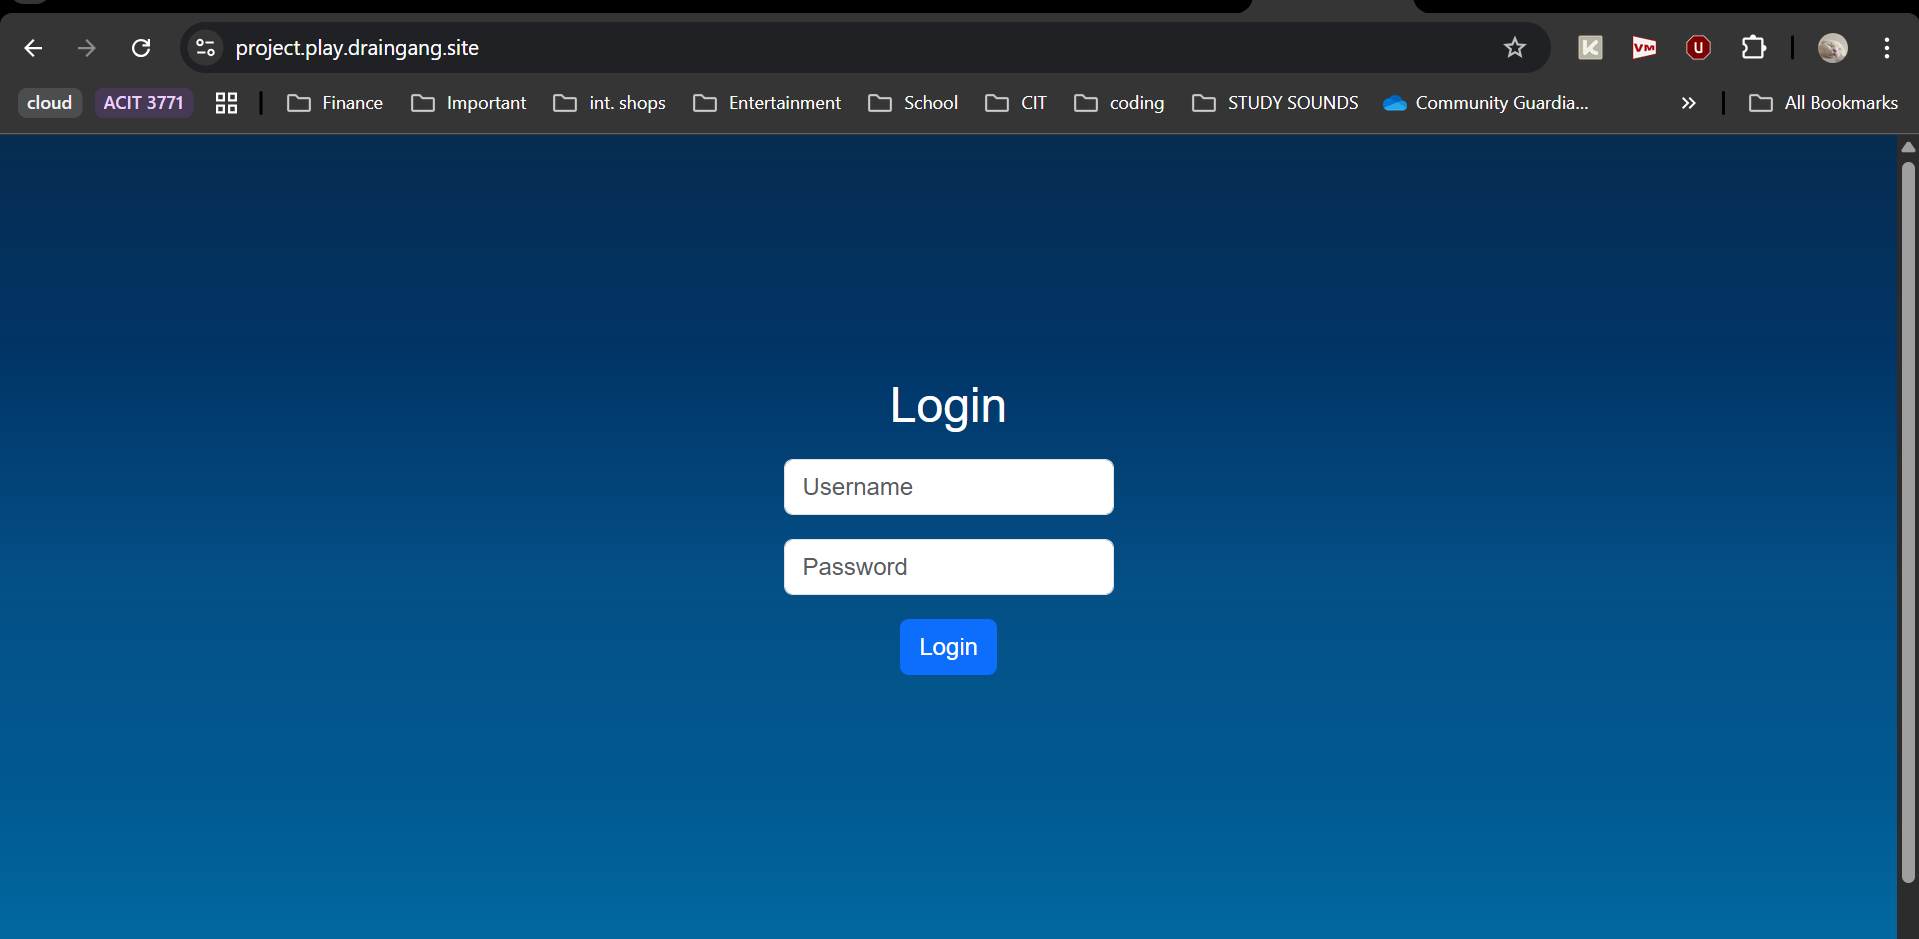 project.play.draingang.site
K VM U
cloud ACIT 3771 Finance Important int. shops Entertainment School CIT coding STUDY SOUNDS Community Guardia... » All Bookmarks
Login
Username
Password
Login